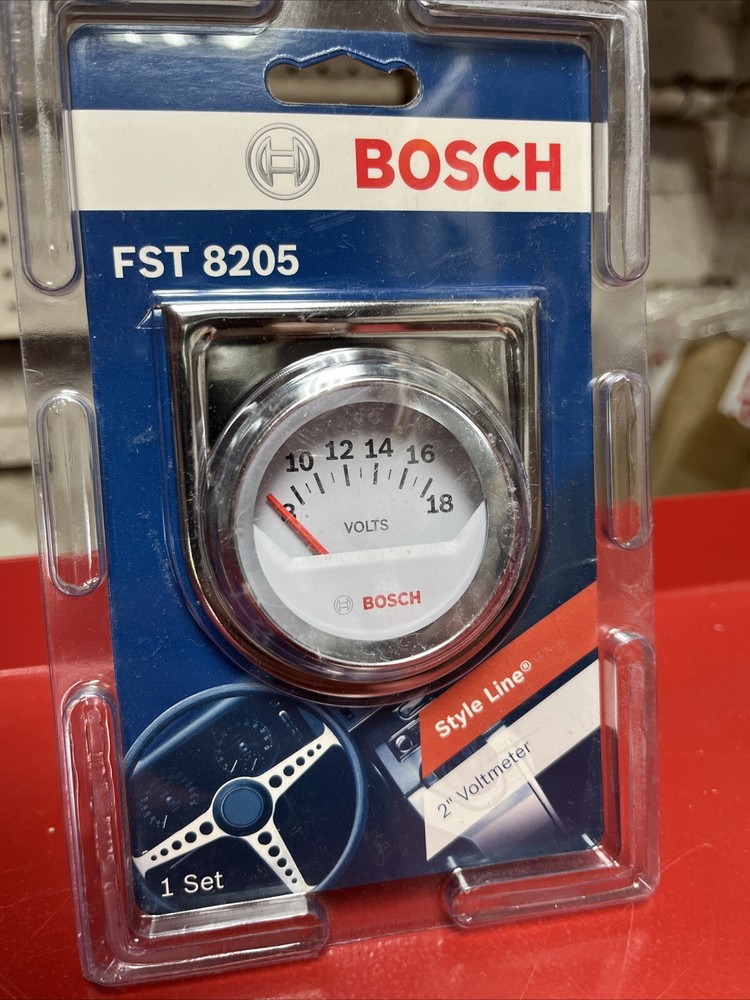 BOSCH
FST 8205
8 10 12 14 16 18
VOLTS
BOSCH
Style Line®
2" Voltmeter
1 Set